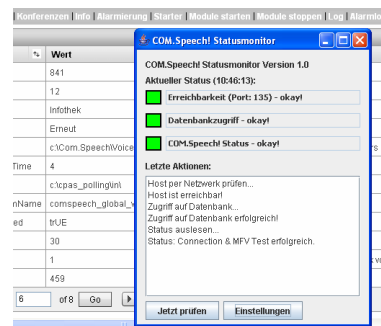 Konferenzen | Info | Alarmierung | Starter | Module starten | Module stoppen | Log |
Wert
841
12
Infothek
Erneut
c:\Com.Speech\Voice
Time 4
c:\cpas_polling\in\
comspeech_global_v
trUE
30
1
459
6 of 8 Go
COM.Speech! Statusmonitor
COM.Speech! Statusmonitor Version 1.0
Aktueller Status (10:46:13):
Erreichbarkeit (Port: 135) - okay!
Datenbankzugriff - okay!
COM.Speech! Status - okay!
Letzte Aktionen:
Host per Netzwerk prüfen...
Host ist erreichbar!
Zugriff auf Datenbank...
Zugriff auf Datenbank erfolgreich!
Status auslesen...
Status: Connection & MFV Test erfolgreich.
Jetzt prüfen Einstellungen